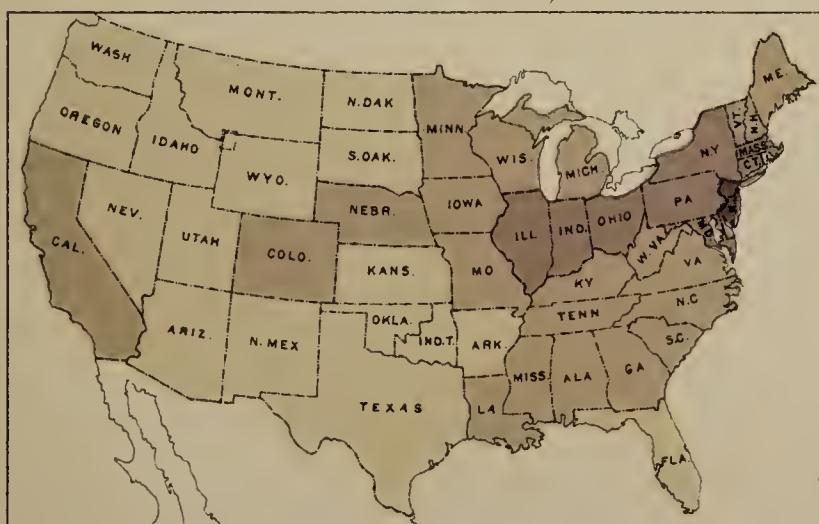 WASH
MONT.
N.DAK
MINN
ME.
OREGON
IDAHO
S.DAK.
WIS.
MICH
VT.
N.H.
N.Y
MASS
CT.
WYO.
NEV.
NEBR.
IOWA
PA
CAL.
UTAH
COLO.
ILL
IND.
OHIO
W.VA
KANS.
MO
KY
VA
ARIZ.
N.MEX
OKLA.
IND.T.
ARK.
TENN
N.C
S.C.
MISS.
ALA
GA
TEXAS
LA
FLA.